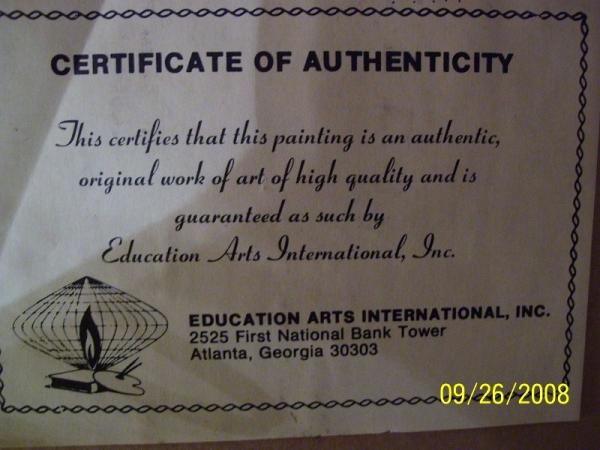 CERTIFICATE OF AUTHENTICITY
This certifies that this painting is an authentic,
original work of art of high quality and is
guaranteed as such by
Education Arts International, Inc.
EDUCATION ARTS INTERNATIONAL, INC.
2525 First National Bank Tower
Atlanta, Georgia 30303
09/26/2008